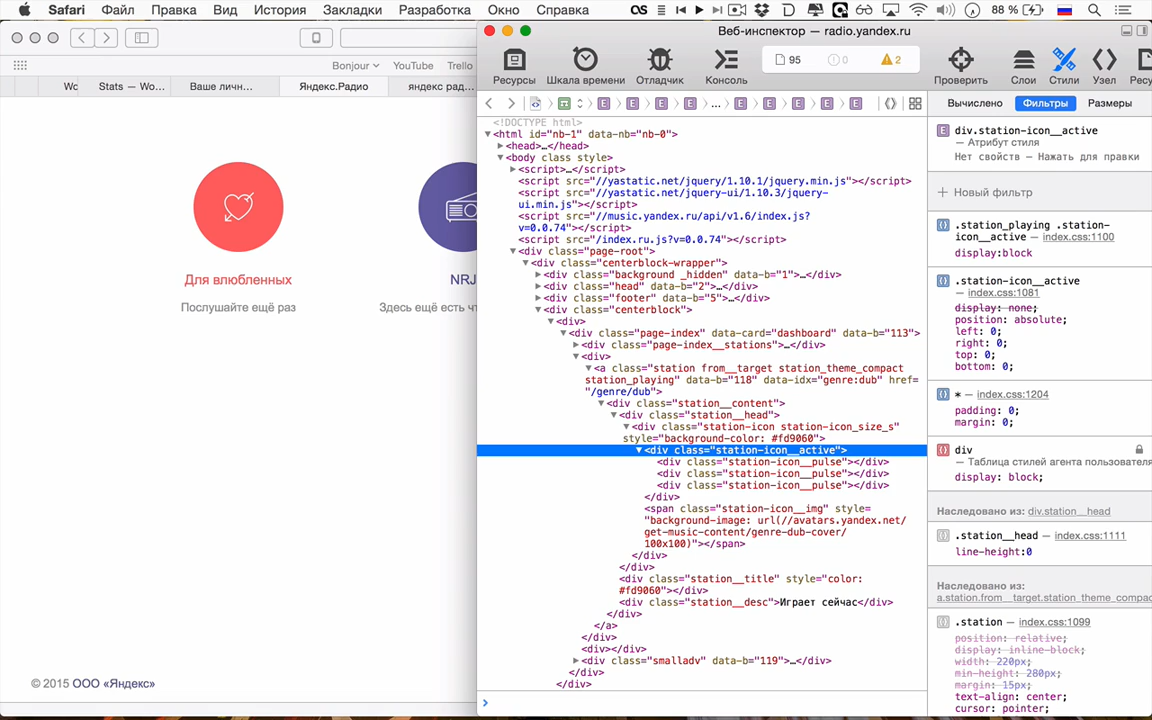 Safari Файл Правка Вид История Закладки Разработка Окно Справка
88 %
Веб-инспектор — radio.yandex.ru
Ресурсы Шкала времени Отладчик Консоль
95 0 2
Проверить Слои Стили Узел Ресу
Bonjour YouTube Trello
Wo Stats — Wo... Ваше личн... Яндекс.Радио яндекс рад...
Для влюбленных
Послушайте ещё раз
NRJ
Здесь ещё есть ч
© 2015 ООО «Яндекс»
Вычислено Фильтры Размеры
<!DOCTYPE html>
<html id="nb-1" data-nb="nb-0">
<head>…</head>
<body class style>
<script>…</script>
<script src="//yastatic.net/jquery/1.10.1/jquery.min.js"></script>
<script src="//yastatic.net/jquery-ui/1.10.3/jquery-
ui.min.js"></script>
<script src="//music.yandex.ru/api/v1.6/index.js?
v=0.0.74"></script>
<script src="/index.ru.js?v=0.0.74"></script>
<div class="page-root">
<div class="centerblock-wrapper">
<div class="background _hidden" data-b="1">…</div>
<div class="head" data-b="2">…</div>
<div class="footer" data-b="5">…</div>
<div class="centerblock">
<div>
<div class="page-index" data-card="dashboard" data-b="113">
<div class="page-index__stations">…</div>
<div>
<a class="station from__target station_theme_compact
station_playing" data-b="118" data-idx="genre:dub" href=
"/genre/dub">
<div class="station__content">
<div class="station__head">
<div class="station-icon station-icon_size_s"
style="background-color: #fd9060">
<div class="station-icon__active">
<div class="station-icon__pulse"></div>
<div class="station-icon__pulse"></div>
<div class="station-icon__pulse"></div>
</div>
<span class="station-icon__img" style=
"background-image: url(//avatars.yandex.net/
get-music-content/genre-dub-cover/
100x100)"></span>
</div>
</div>
<div class="station__title" style="color:
#fd9060"></div>
<div class="station__desc">Играет сейчас</div>
</div>
</a>
</div>
<div></div>
<div class="smalladv" data-b="119">…</div>
</div>
</div>
div.station-icon__active
— Атрибут стиля
Нет свойств — Нажать для правки
Новый фильтр
.station_playing .station-
icon__active — index.css:1100
display:block
.station-icon__active
— index.css:1081
display: none;
position: absolute;
left: 0;
right: 0;
top: 0;
bottom: 0;
* — index.css:1204
padding: 0;
margin: 0;
div
— Таблица стилей агента пользователя
display: block;
Наследовано из: div.station__head
.station__head — index.css:1111
line-height:0
Наследовано из:
a.station.from__target.station_theme_compac
.station — index.css:1099
position: relative;
display: inline-block;
width: 220px;
min-height: 280px;
margin: 15px;
text-align: center;
cursor: pointer;